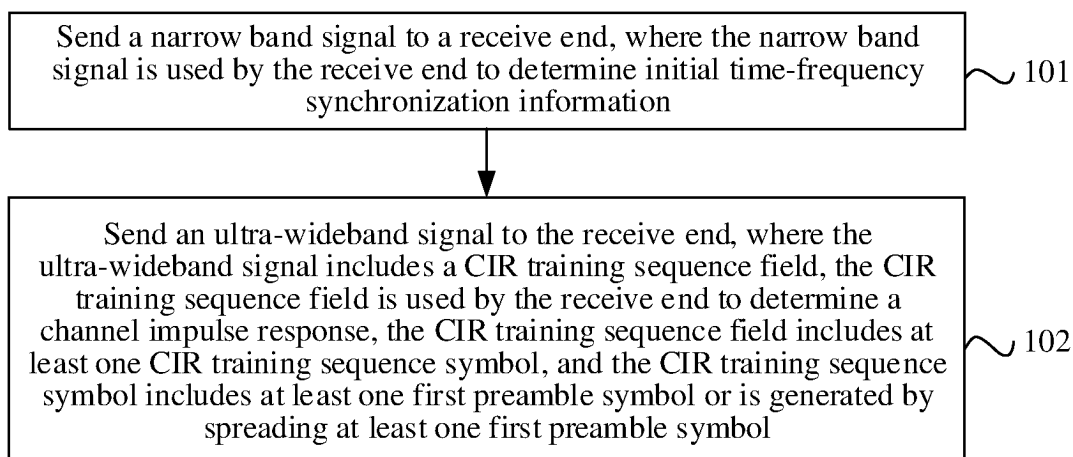 Send a narrow band signal to a receive end, where the narrow band
signal is used by the receive end to determine initial time-frequency
synchronization information
101
Send an ultra-wideband signal to the receive end, where the
ultra-wideband signal includes a CIR training sequence field, the CIR
training sequence field is used by the receive end to determine a
channel impulse response, the CIR training sequence field includes at
least one CIR training sequence symbol, and the CIR training sequence
symbol includes at least one first preamble symbol or is generated by
spreading at least one first preamble symbol
102